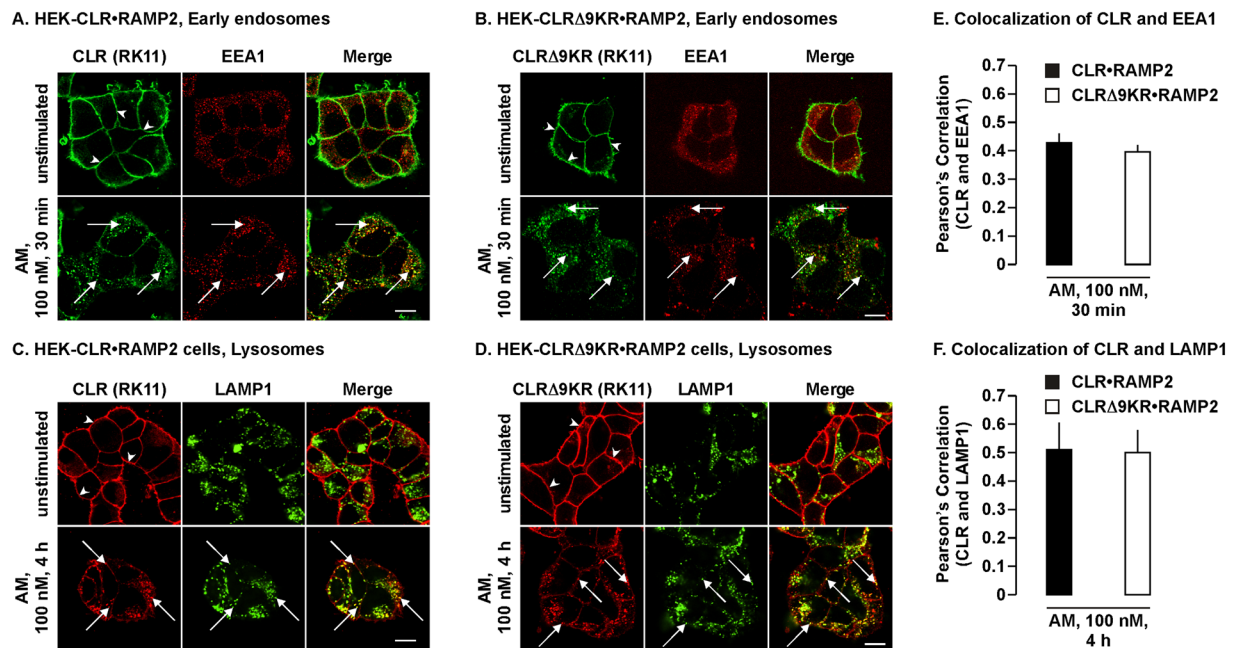 A. HEK-CLR•RAMP2, Early endosomes
CLR (RK11) EEA1 Merge
unstimulated
AM,
100 nM, 30 min
B. HEK-CLRΔ9KR•RAMP2, Early endosomes
CLRΔ9KR (RK11) EEA1 Merge
unstimulated
AM,
100 nM, 30 min
E. Colocalization of CLR and EEA1
CLR•RAMP2
CLRΔ9KR•RAMP2
Pearson's Correlation
(CLR and EEA1)
0.7
0.6
0.5
0.4
0.3
0.2
0.1
0
AM, 100 nM,
30 min
C. HEK-CLR•RAMP2 cells, Lysosomes
CLR (RK11) LAMP1 Merge
unstimulated
AM,
100 nM, 4 h
D. HEK-CLRΔ9KR•RAMP2 cells, Lysosomes
CLRΔ9KR (RK11) LAMP1 Merge
unstimulated
AM,
100 nM, 4 h
F. Colocalization of CLR and LAMP1
CLR•RAMP2
CLRΔ9KR•RAMP2
Pearson's Correlation
(CLR and LAMP1)
0.7
0.6
0.5
0.4
0.3
0.2
0.1
0
AM, 100 nM,
4 h